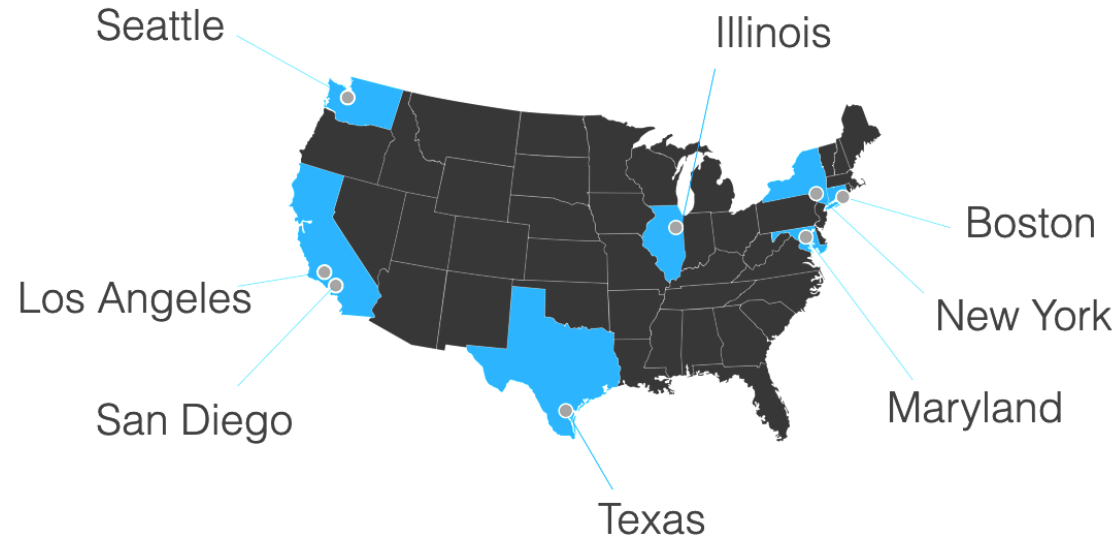 Seattle
Illinois
Boston
Los Angeles
New York
San Diego
Maryland
Texas